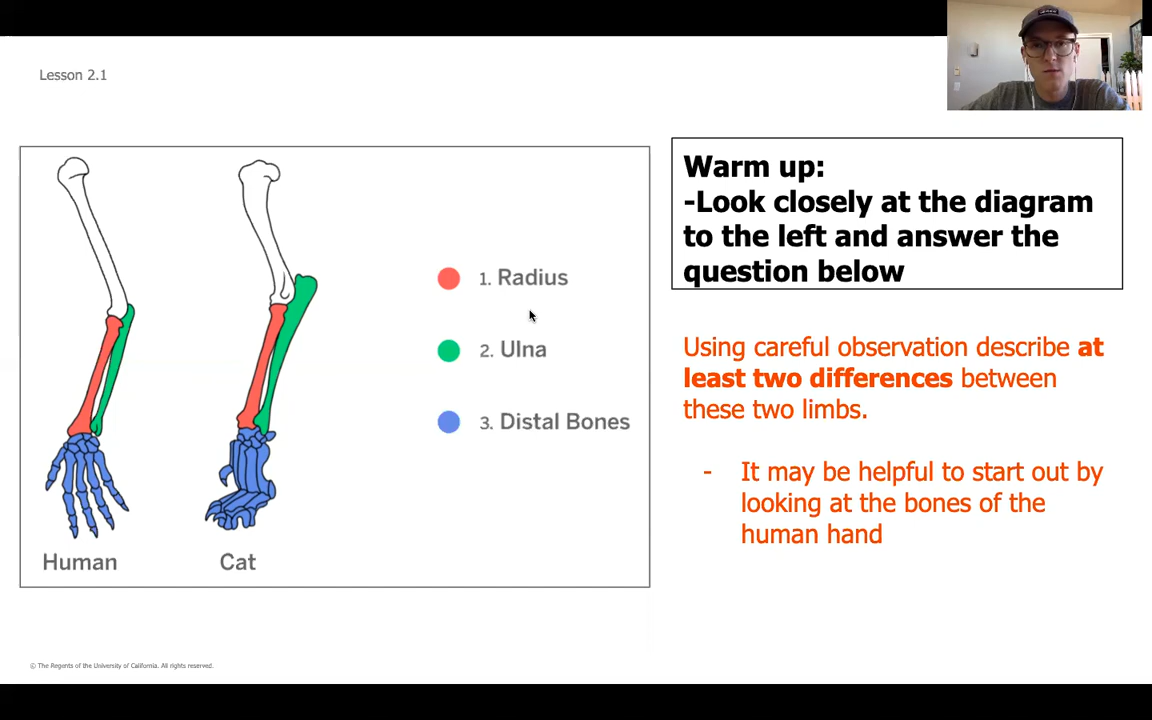 Lesson 2.1
Warm up:
-Look closely at the diagram
to the left and answer the
question below
1. Radius
2. Ulna
3. Distal Bones
Human
Cat
Using careful observation describe at
least two differences between
these two limbs.
- It may be helpful to start out by
looking at the bones of the
human hand
© The Regents of the University of California. All rights reserved.